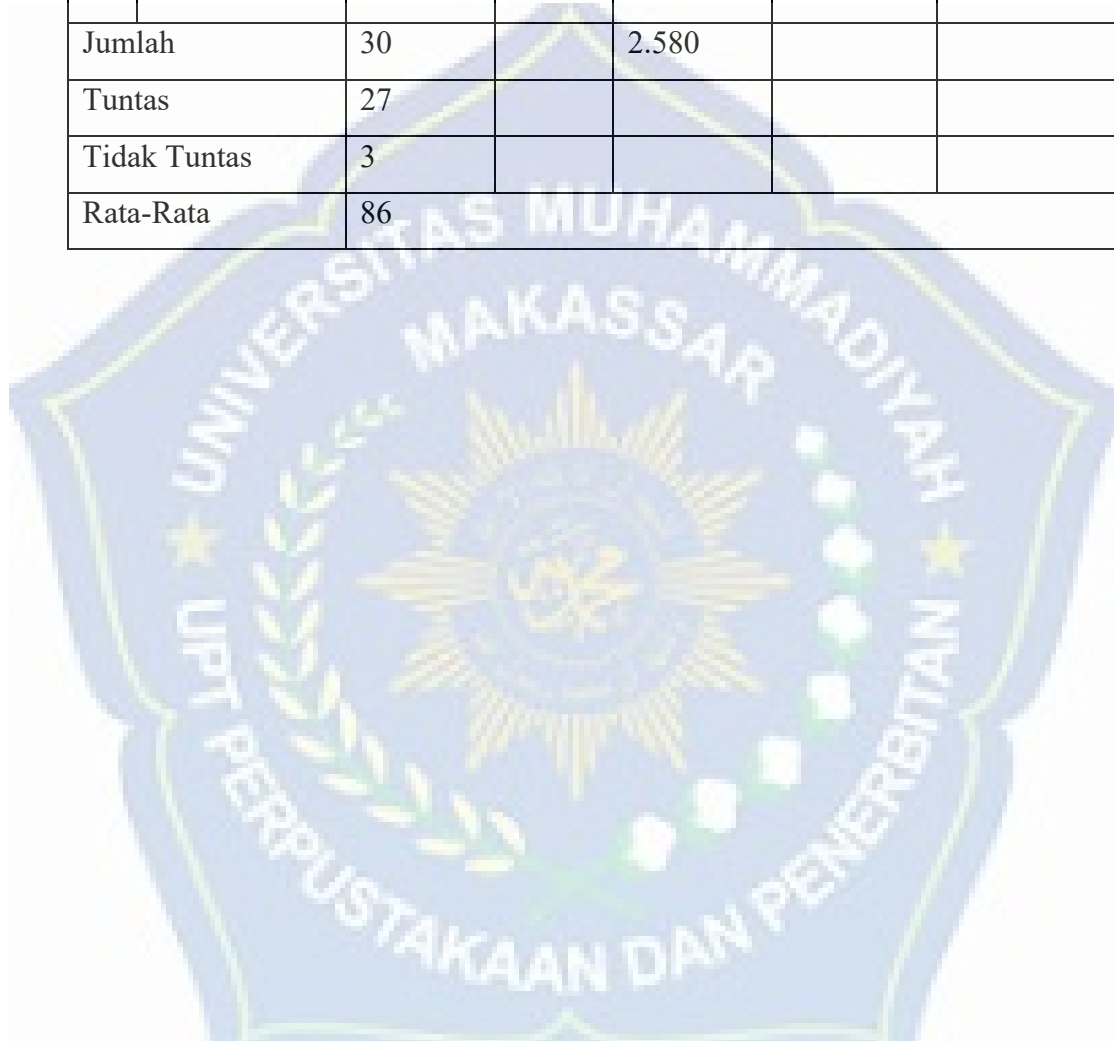 Jumlah 30 2.580
Tuntas 27
Tidak Tuntas 3
Rata-Rata 86
UNIVERSITAS MUHAMMADIYAH
MAKASSAR
UPT PERPUSTAKAAN DAN PENERBITAN